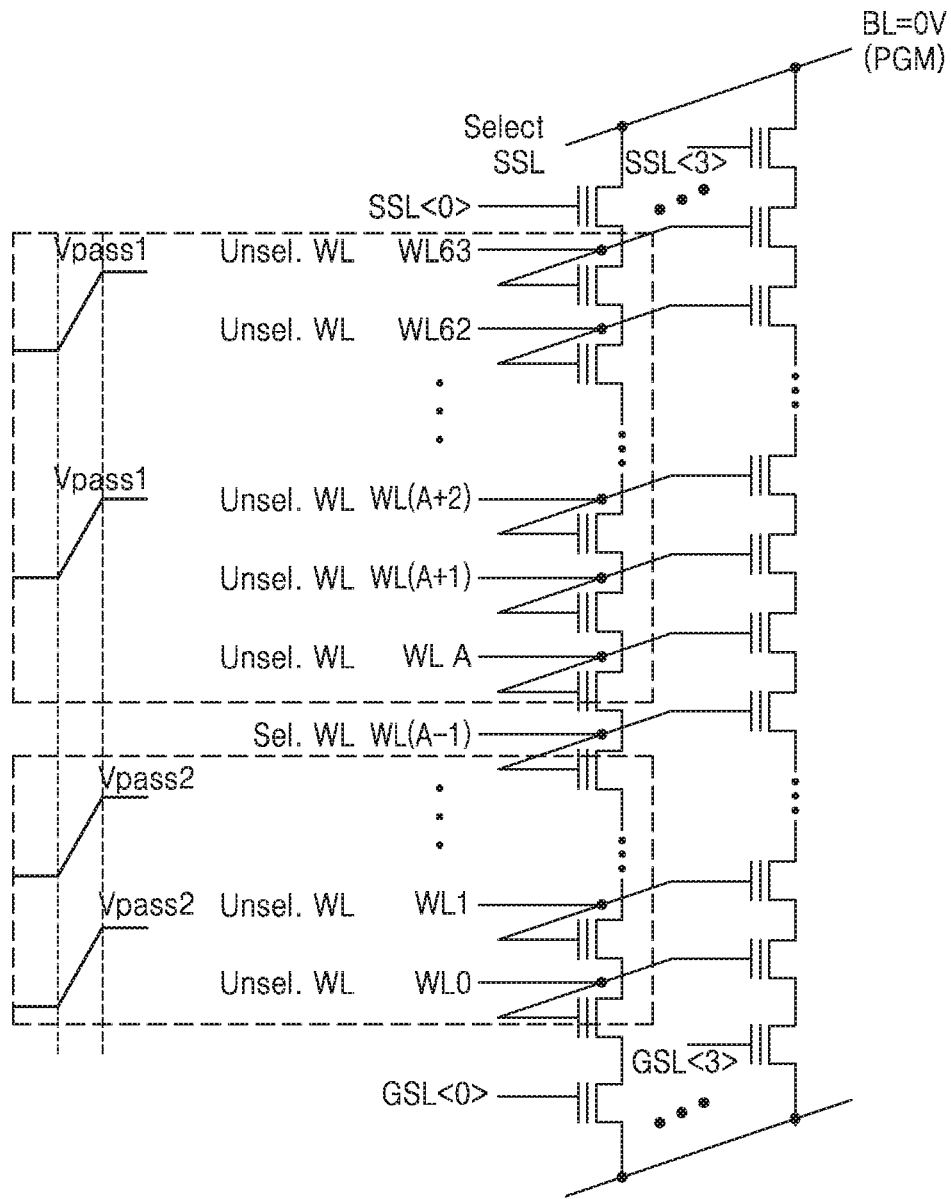 BL=0V
(PGM)
Select
SSL
SSL<3>
SSL<0>
Vpass1
Unsel. WL WL63
Unsel. WL WL62
Vpass1
Unsel. WL WL(A+2)
Unsel. WL WL(A+1)
Unsel. WL WL A
Sel. WL WL(A-1)
Vpass2
Vpass2
Unsel. WL WL1
Unsel. WL WL0
GSL<3>
GSL<0>